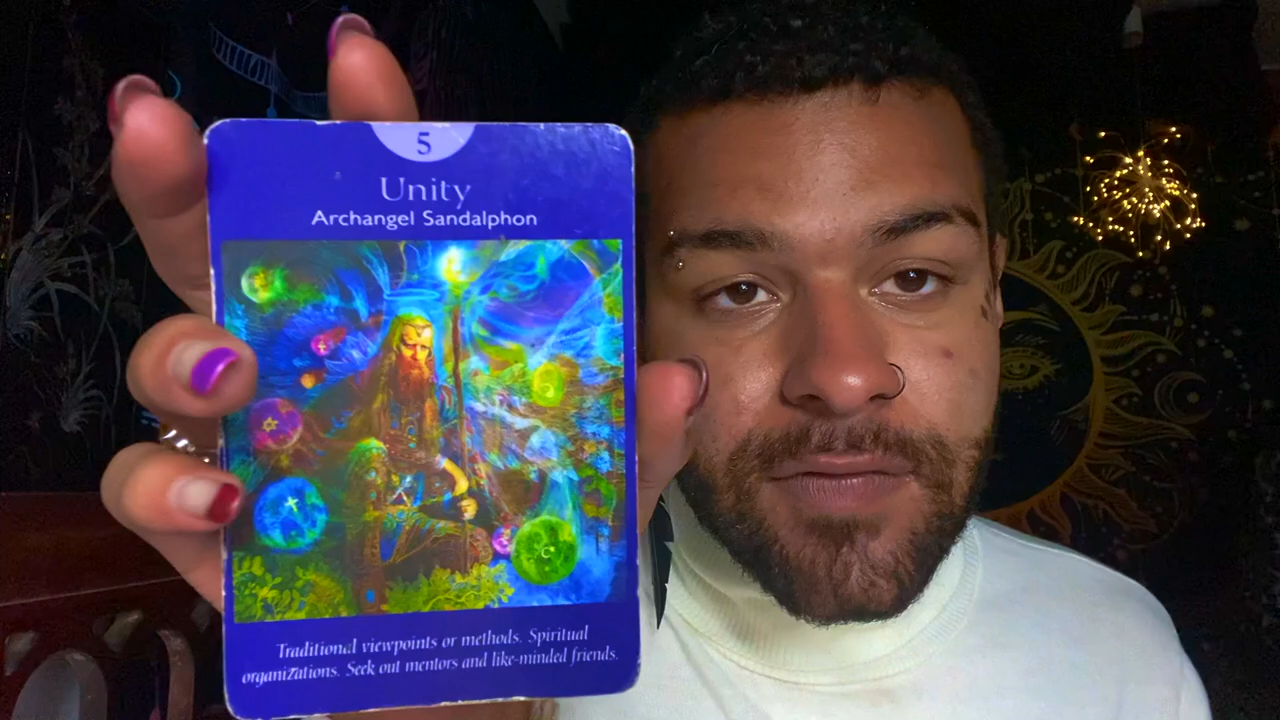 5
Unity
Archangel Sandalphon
Traditional viewpoints or methods. Spiritual
organizations. Seek out mentors and like-minded friends.